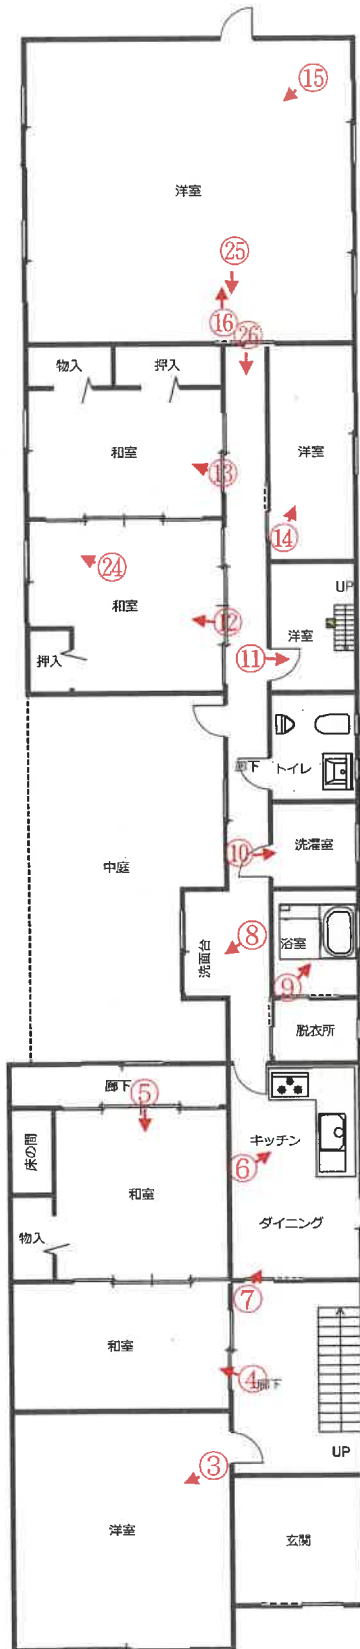 ⑮
洋室
㉕
⑯
㉖
物入
押入
和室
洋室
⑬
⑭
㉔
和室
⑫
UP
洋室
押入
⑪
廊下
トイレ
⑩
洗濯室
中庭
⑧
洗面台
浴室
⑨
脱衣所
廊下
⑤
床の間
キッチン
⑥
和室
ダイニング
物入
⑦
和室
④
廊下
UP
③
洋室
玄関